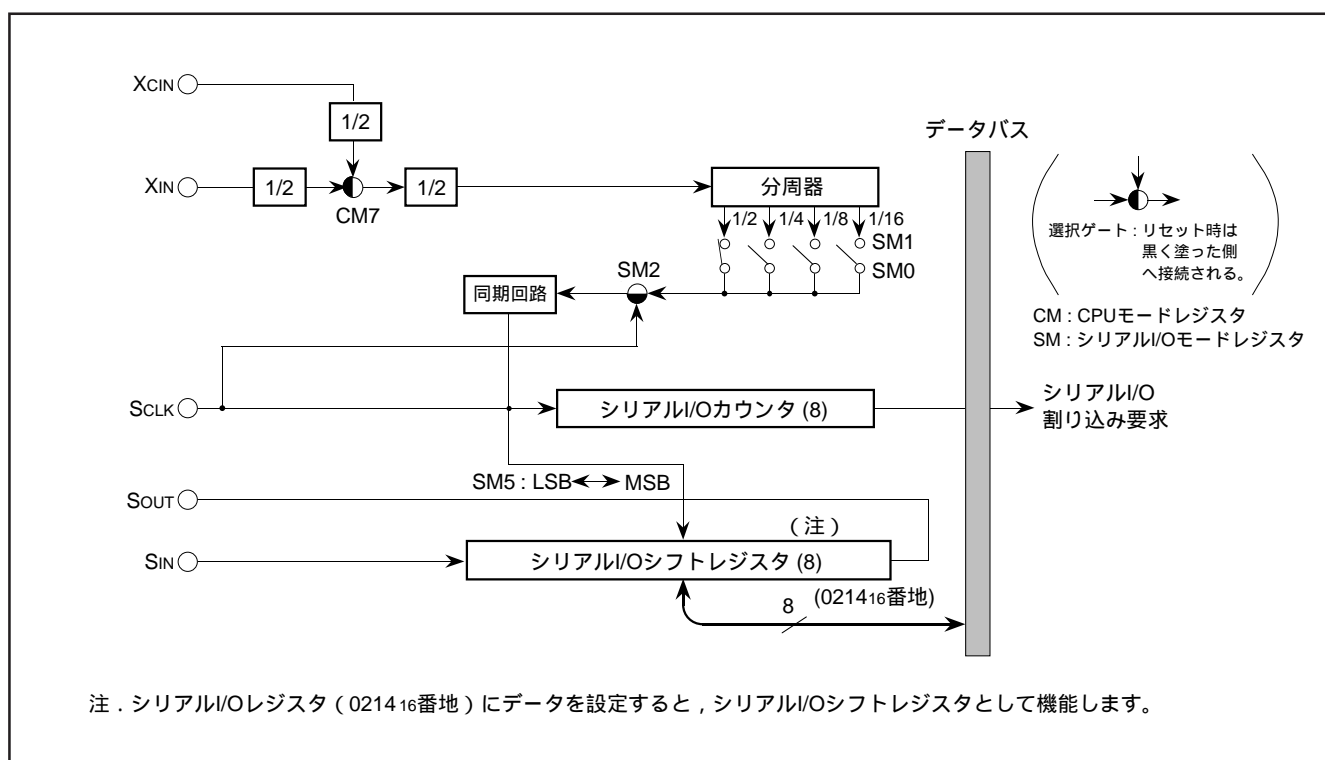 XCIN
1/2
データバス
XIN
1/2
CM7
1/2
分周器
1/2
1/4
1/8
1/16
SM1
SM0
選択ゲート : リセット時は
黒く塗った側
へ接続される。
SM2
同期回路
CM : CPUモードレジスタ
SM : シリアルI/Oモードレジスタ
SCLK
シリアルI/Oカウンタ (8)
シリアルI/O
割り込み要求
SM5 : LSB↔MSB
SOUT
(注)
SIN
シリアルI/Oシフトレジスタ (8)
8
(021416番地)
注．シリアルI/Oレジスタ（021416番地）にデータを設定すると，シリアルI/Oシフトレジスタとして機能します。